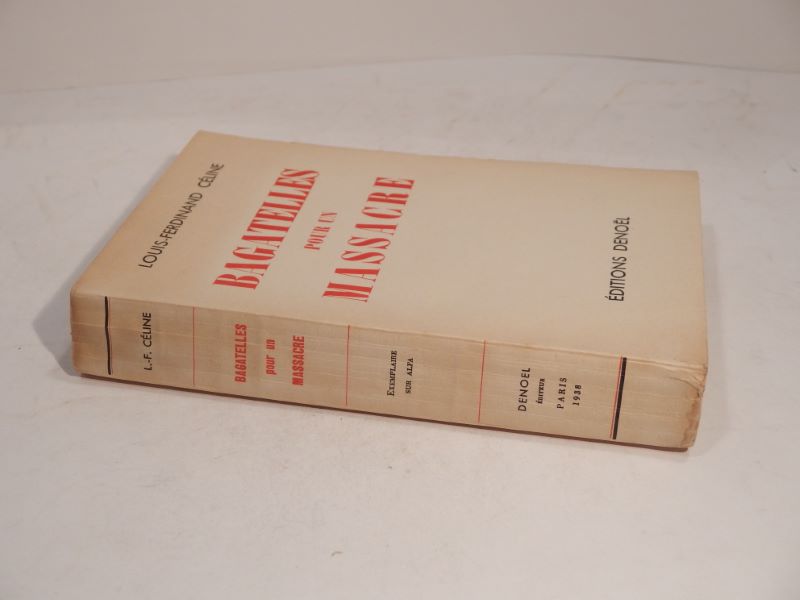 LOUIS-FERDINAND CÉLINE
BAGATELLES
POUR UN
MASSACRE
ÉDITIONS DENOËL
L.-F. CÉLINE
BAGATELLES
pour un
MASSACRE
EXEMPLAIRE
SUR ALFA
DENOEL
ÉDITEUR
PARIS
1938